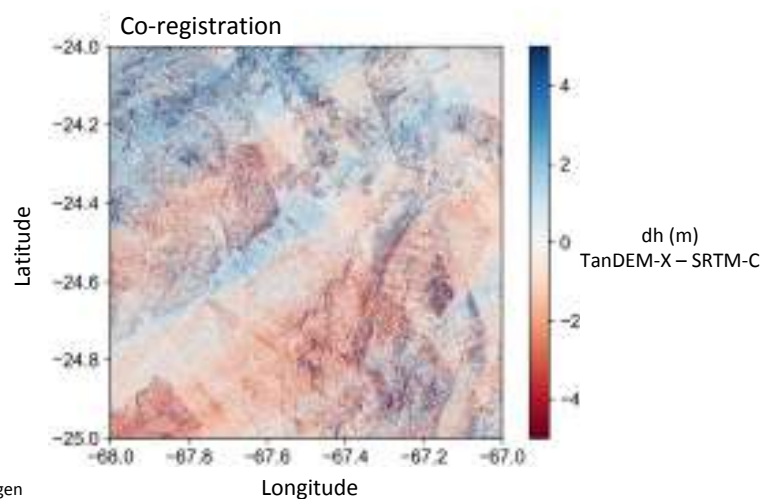 Co-registration
−24.0
−24.2
−24.4
−24.6
−24.8
−25.0
Latitude
−68.0 −67.8 −67.6 −67.4 −67.2 −67.0
Longitude
4
2
0
−2
−4
dh (m)
TanDEM-X – SRTM-C
gen